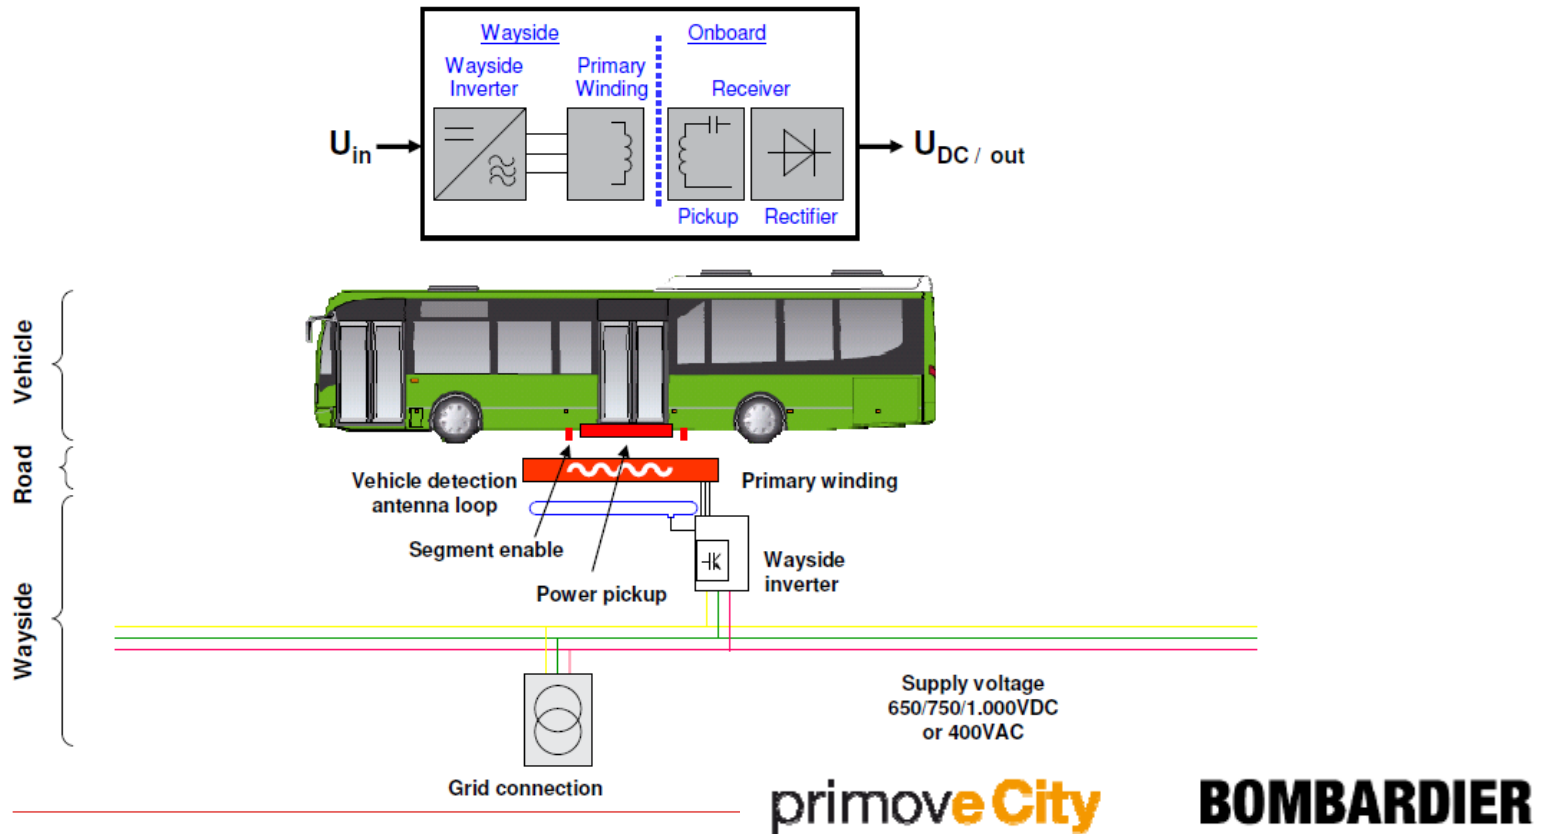 Wayside
Onboard
Wayside
Inverter
Primary
Winding
Receiver
Uin
UDC / out
Pickup
Rectifier
Vehicle
Road
Wayside
Vehicle detection
antenna loop
Primary winding
Segment enable
Power pickup
Wayside
inverter
Supply voltage
650/750/1.000VDC
or 400VAC
Grid connection
primove City
BOMBARDIER